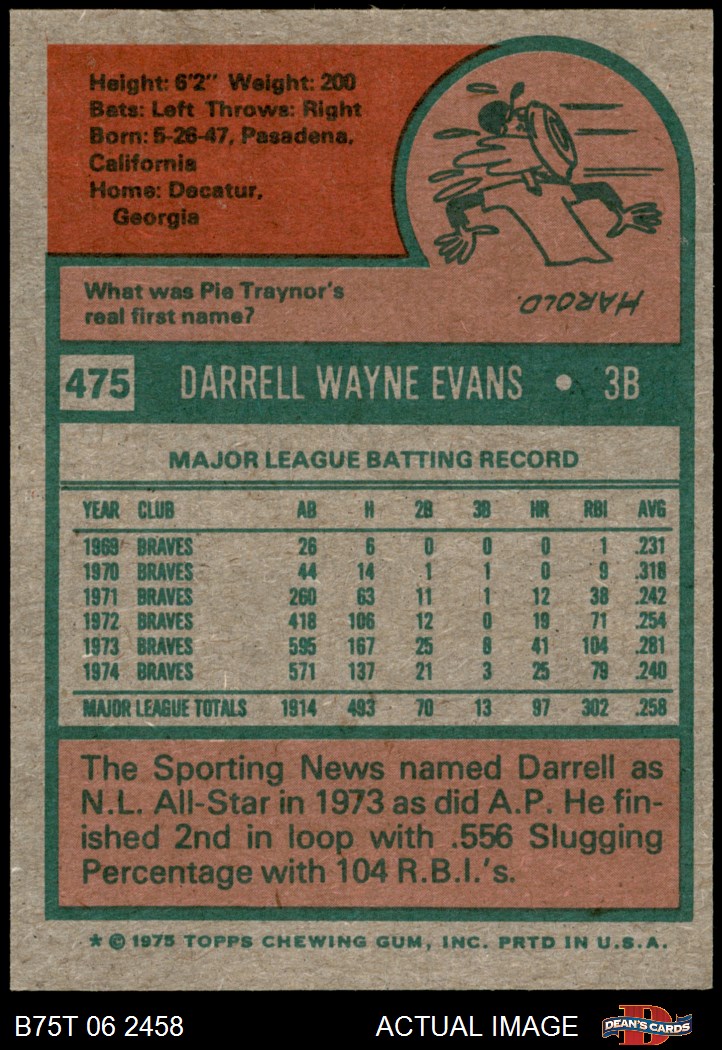 Height: 6'2" Weight: 200
Bats: Left Throws: Right
Born: 5-26-47, Pasadena,
California
Home: Decatur,
Georgia
What was Pie Traynor's
real first name?
HAROLD.
475 DARRELL WAYNE EVANS • 3B
MAJOR LEAGUE BATTING RECORD
YEAR CLUB AB H 2B 3B HR RBI AVG
1969 BRAVES 26 6 0 0 0 1 .231
1970 BRAVES 44 14 1 1 0 9 .318
1971 BRAVES 260 63 11 1 12 38 .242
1972 BRAVES 418 106 12 0 19 71 .254
1973 BRAVES 595 167 25 8 41 104 .281
1974 BRAVES 571 137 21 3 25 79 .240
MAJOR LEAGUE TOTALS 1914 493 70 13 97 302 .258
The Sporting News named Darrell as
N.L. All-Star in 1973 as did A.P. He fin-
ished 2nd in loop with .556 Slugging
Percentage with 104 R.B.I.'s.
* © 1975 TOPPS CHEWING GUM, INC. PRTD IN U.S.A.
B75T 06 2458 ACTUAL IMAGE DEAN'S CARDS